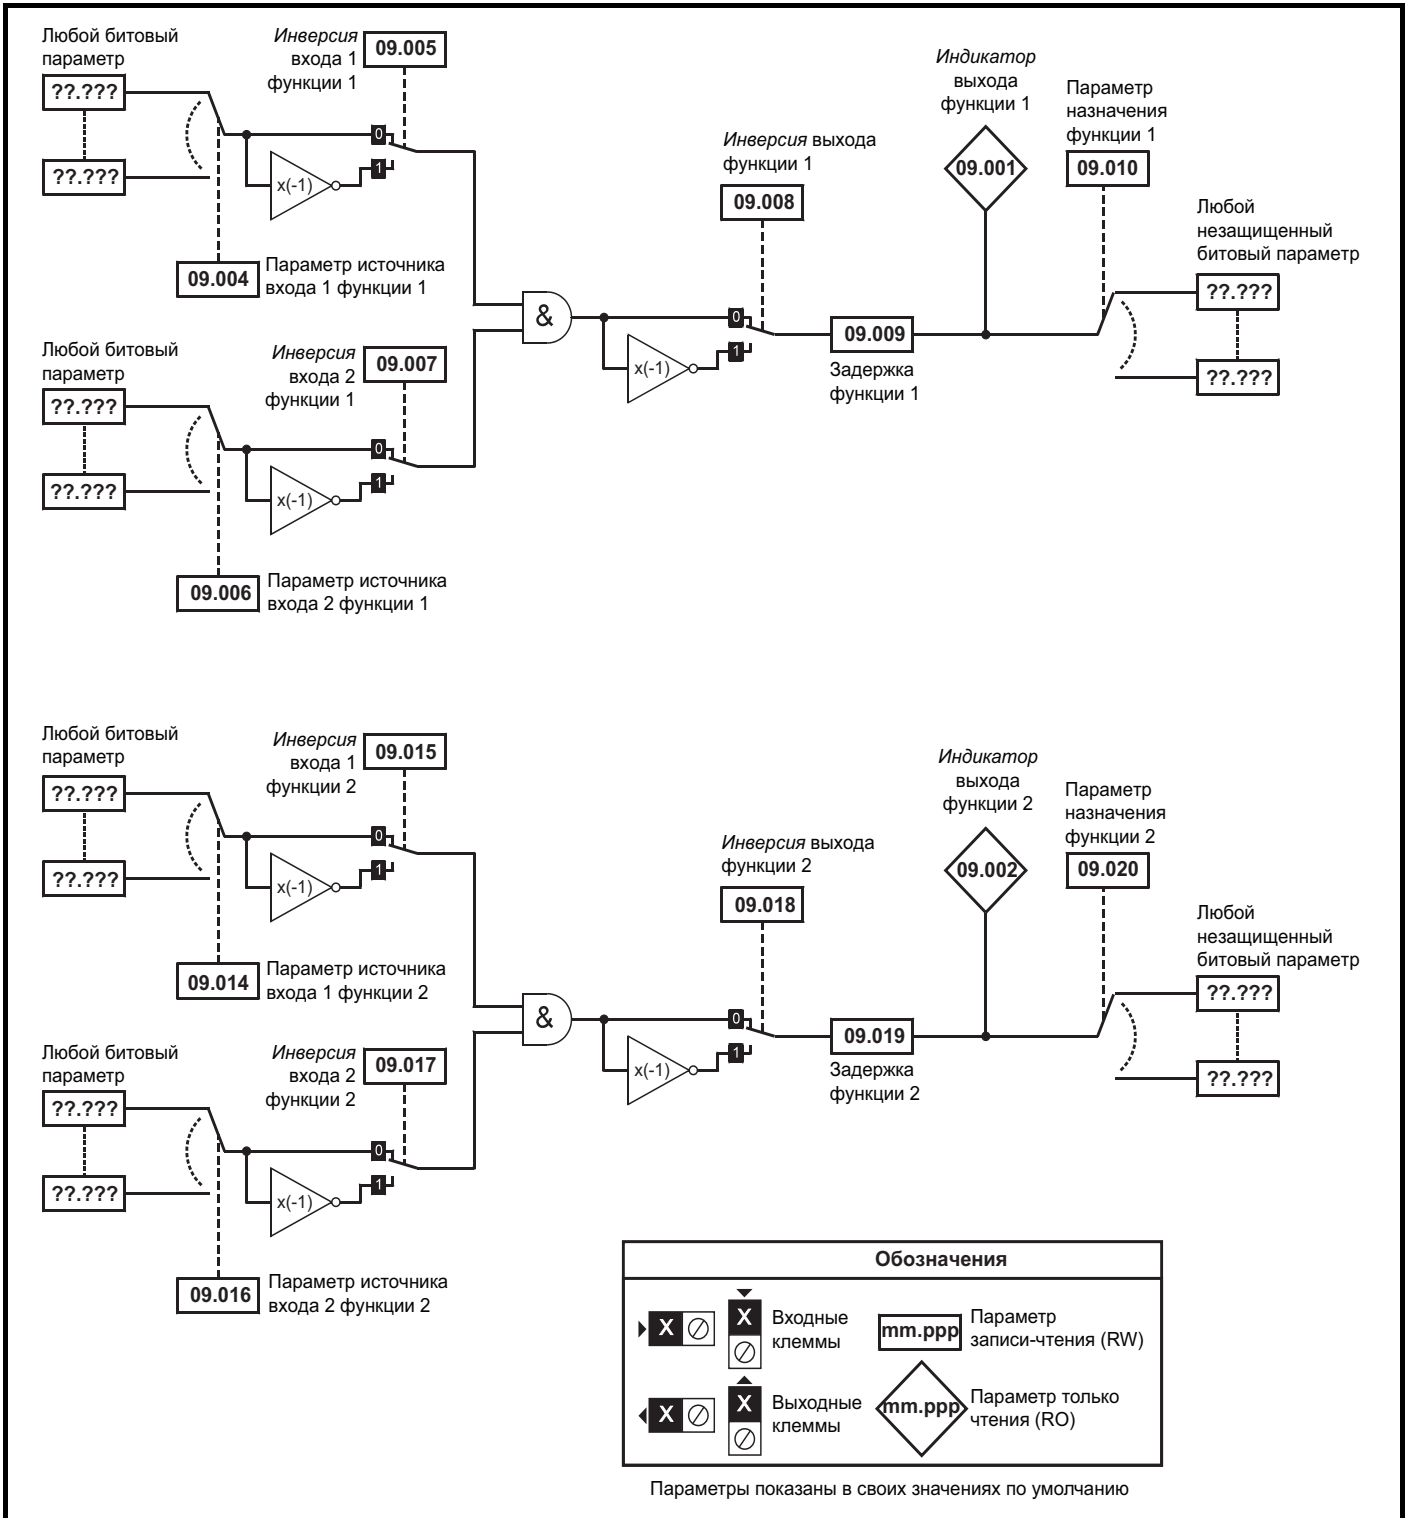 Любой битовый
параметр
??.???
??.???
Инверсия
входа 1
функции 1
09.005
0
1
x(-1)
09.004
Параметр источника
входа 1 функции 1
Любой битовый
параметр
??.???
??.???
Инверсия
входа 2
функции 1
09.007
0
1
x(-1)
09.006
Параметр источника
входа 2 функции 1
&
x(-1)
Инверсия выхода
функции 1
09.008
0
1
09.009
Задержка
функции 1
Индикатор
выхода
функции 1
09.001
Параметр
назначения
функции 1
09.010
Любой
незащищенный
битовый параметр
??.???
??.???
Любой битовый
параметр
??.???
??.???
Инверсия
входа 1
функции 2
09.015
0
1
x(-1)
09.014
Параметр источника
входа 1 функции 2
Любой битовый
параметр
??.???
??.???
Инверсия
входа 2
функции 2
09.017
0
1
x(-1)
09.016
Параметр источника
входа 2 функции 2
&
x(-1)
Инверсия выхода
функции 2
09.018
0
1
09.019
Задержка
функции 2
Индикатор
выхода
функции 2
09.002
Параметр
назначения
функции 2
09.020
Любой
незащищенный
битовый параметр
??.???
??.???
Обозначения
X
X
Входные
клеммы
mm.ppp
Параметр
записи-чтения (RW)
X
X
Выходные
клеммы
mm.ppp
Параметр только
чтения (RO)
Параметры показаны в своих значениях по умолчанию